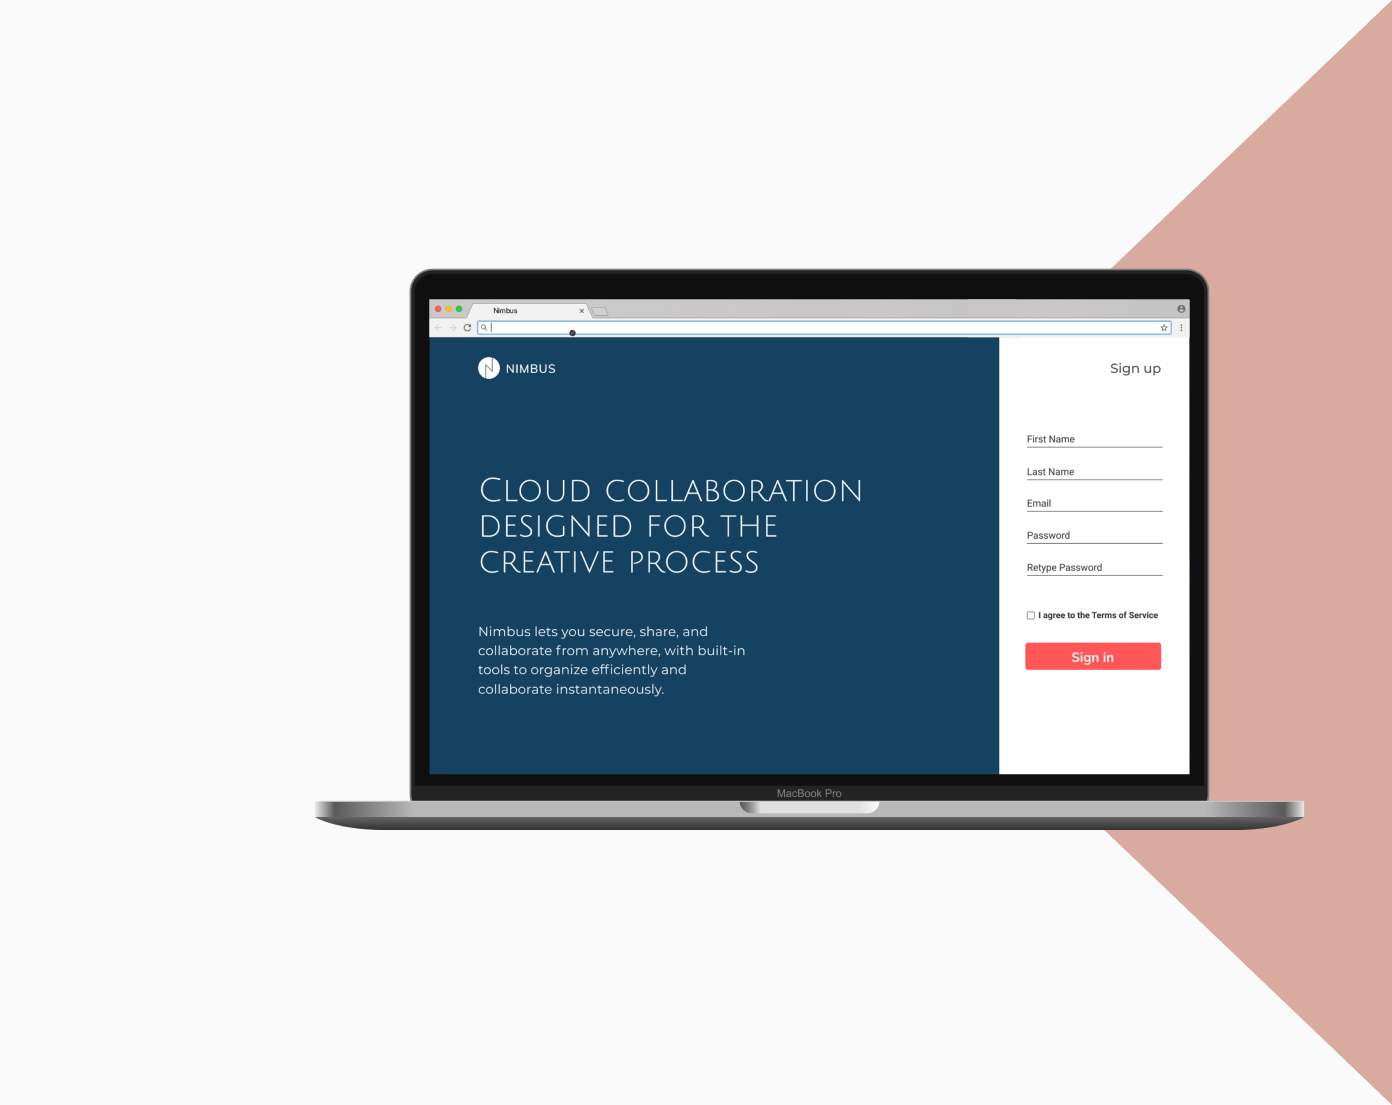 Nimbus
NIMBUS
Sign up
CLOUD COLLABORATION
DESIGNED FOR THE
CREATIVE PROCESS
Nimbus lets you secure, share, and
collaborate from anywhere, with built-in
tools to organize efficiently and
collaborate instantaneously.
First Name
Last Name
Email
Password
Retype Password
I agree to the Terms of Service
Sign in
MacBook Pro